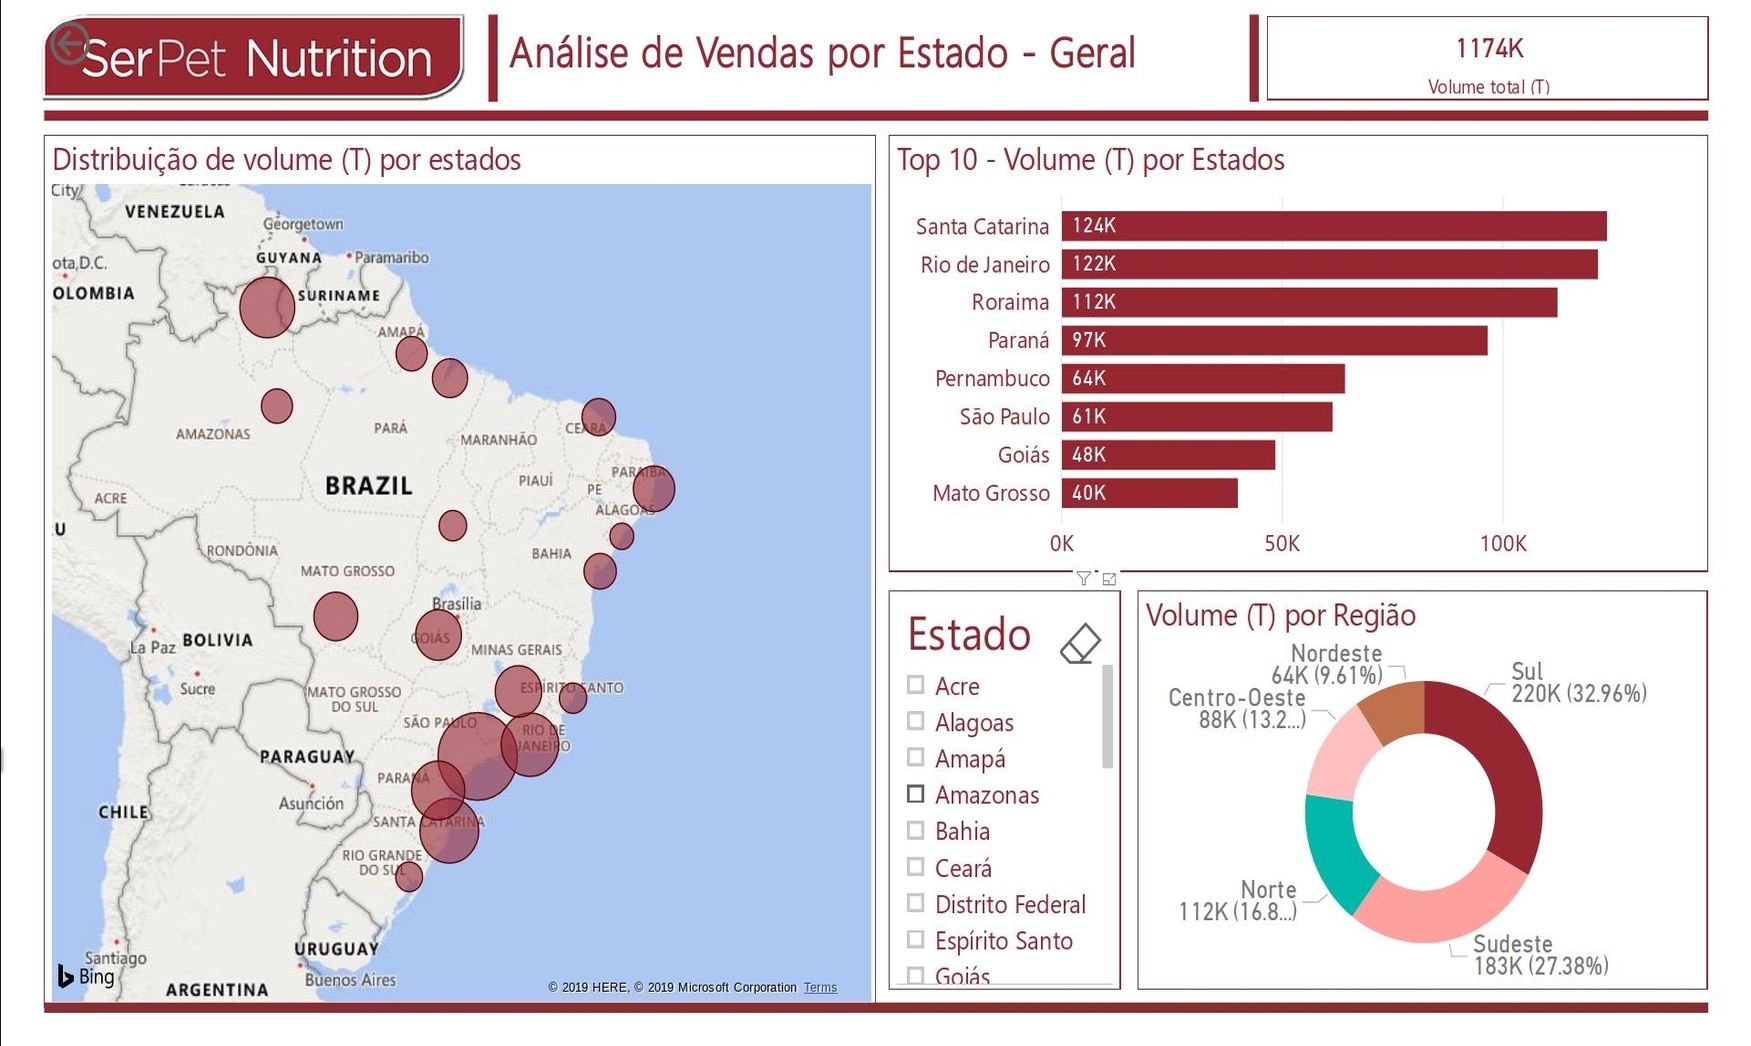 SerPet Nutrition
Análise de Vendas por Estado - Geral
1174K
Volume total (T)
Distribuição de volume (T) por estados
City
VENEZUELA
Georgetown
GUYANA
Paramaribo
ota,D.C.
OLOMBIA
SURINAME
AMAPÁ
AMAZONAS
PARÁ
MARANHÃO
CEARÁ
BRAZIL
PIAUÍ
PARAÍBA
PE
ACRE
ALAGOAS
U
RONDÔNIA
BAHIA
MATO GROSSO
Brasília
BOLIVIA
La Paz
GOIÁS
MINAS GERAIS
Sucre
MATO GROSSO
DO SUL
ESPÍRITO SANTO
SÃO PAULO
RIO DE
JANEIRO
PARAGUAY
PARANÁ
Asunción
CHILE
SANTA CATARINA
RIO GRANDE
DO SUL
URUGUAY
Santiago
Buenos Aires
Bing
ARGENTINA
© 2019 HERE, © 2019 Microsoft Corporation Terms
Top 10 - Volume (T) por Estados
Santa Catarina 124K
Rio de Janeiro 122K
Roraima 112K
Paraná 97K
Pernambuco 64K
São Paulo 61K
Goiás 48K
Mato Grosso 40K
0K 50K 100K
Estado
Acre
Alagoas
Amapá
Amazonas
Bahia
Ceará
Distrito Federal
Espírito Santo
Goiás
Volume (T) por Região
Nordeste
64K (9.61%)
Sul
220K (32.96%)
Centro-Oeste
88K (13.2...)
Norte
112K (16.8...)
Sudeste
183K (27.38%)